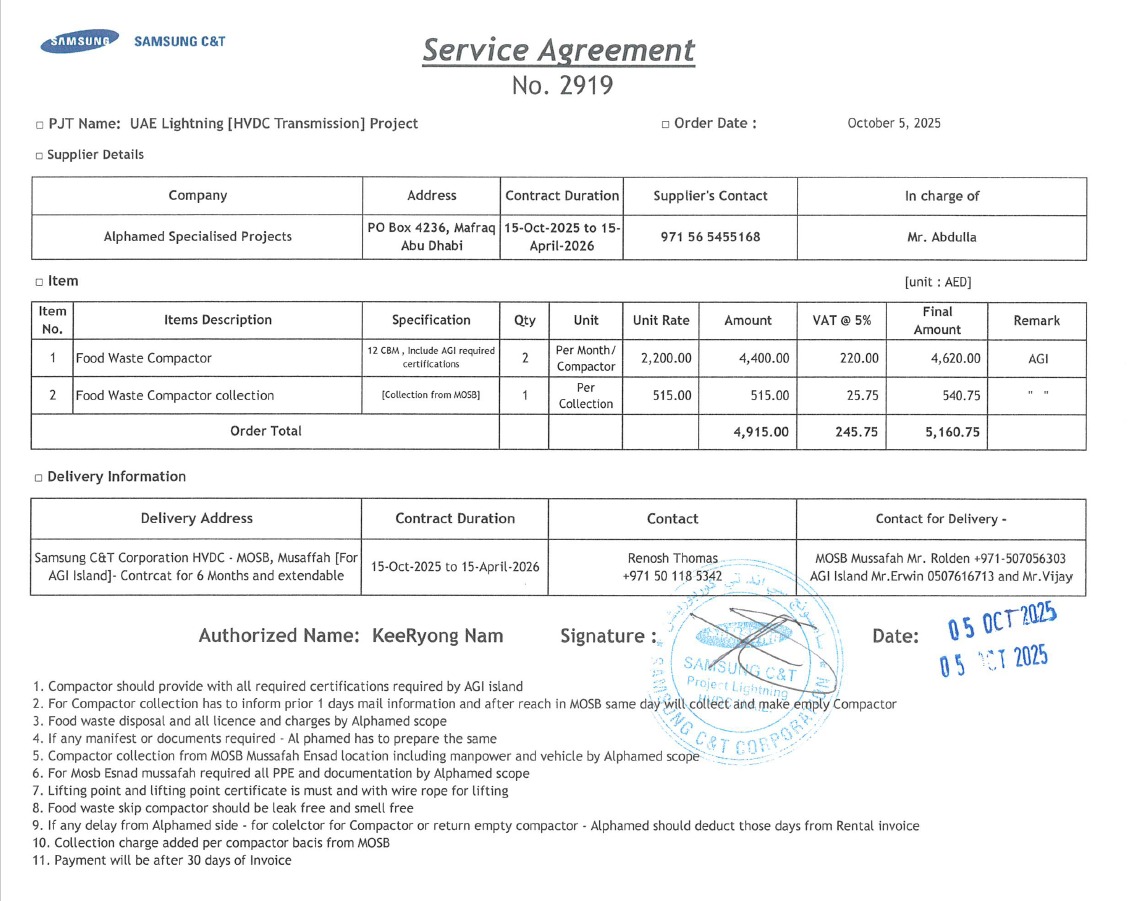 SAMSUNG SAMSUNG C&T
Service Agreement
No. 2919
□ PJT Name: UAE Lightning [HVDC Transmission] Project □ Order Date : October 5, 2025
□ Supplier Details
Company Address Contract Duration Supplier's Contact In charge of
Alphamed Specialised Projects PO Box 4236, Mafraq Abu Dhabi 15-Oct-2025 to 15-April-2026 971 56 5455168 Mr. Abdulla
□ Item [unit : AED]
Item No. Items Description Specification Qty Unit Unit Rate Amount VAT @ 5% Final Amount Remark
1 Food Waste Compactor 12 CBM , Include AGI required certifications 2 Per Month/ Compactor 2,200.00 4,400.00 220.00 4,620.00 AGI
2 Food Waste Compactor collection [Collection from MOSB] 1 Per Collection 515.00 515.00 25.75 540.75 " "
Order Total 4,915.00 245.75 5,160.75
□ Delivery Information
Delivery Address Contract Duration Contact Contact for Delivery -
Samsung C&T Corporation HVDC - MOSB, Musaffah [For AGI Island]- Contrcat for 6 Months and extendable 15-Oct-2025 to 15-April-2026 Renosh Thomas +971 50 118 5342 MOSB Mussafah Mr. Rolden +971-507056303 AGI Island Mr.Erwin 0507616713 and Mr.Vijay
Authorized Name: KeeRyong Nam Signature : Date: 05 OCT 2025
05 OCT 2025
SAMSUNG C&T
Project Lightning
SAMSUNG C&T CORPORATION
1. Compactor should provide with all required certifications required by AGI island
2. For Compactor collection has to inform prior 1 days mail information and after reach in MOSB same day will collect and make empty Compactor
3. Food waste disposal and all licence and charges by Alphamed scope
4. If any manifest or documents required - Al phamed has to prepare the same
5. Compactor collection from MOSB Mussafah Ensad location including manpower and vehicle by Alphamed scope
6. For Mosb Esnad mussafah required all PPE and documentation by Alphamed scope
7. Lifting point and lifting point certificate is must and with wire rope for lifting
8. Food waste skip compactor should be leak free and smell free
9. If any delay from Alphamed side - for colelctor for Compactor or return empty compactor - Alphamed should deduct those days from Rental invoice
10. Collection charge added per compactor bacis from MOSB
11. Payment will be after 30 days of Invoice